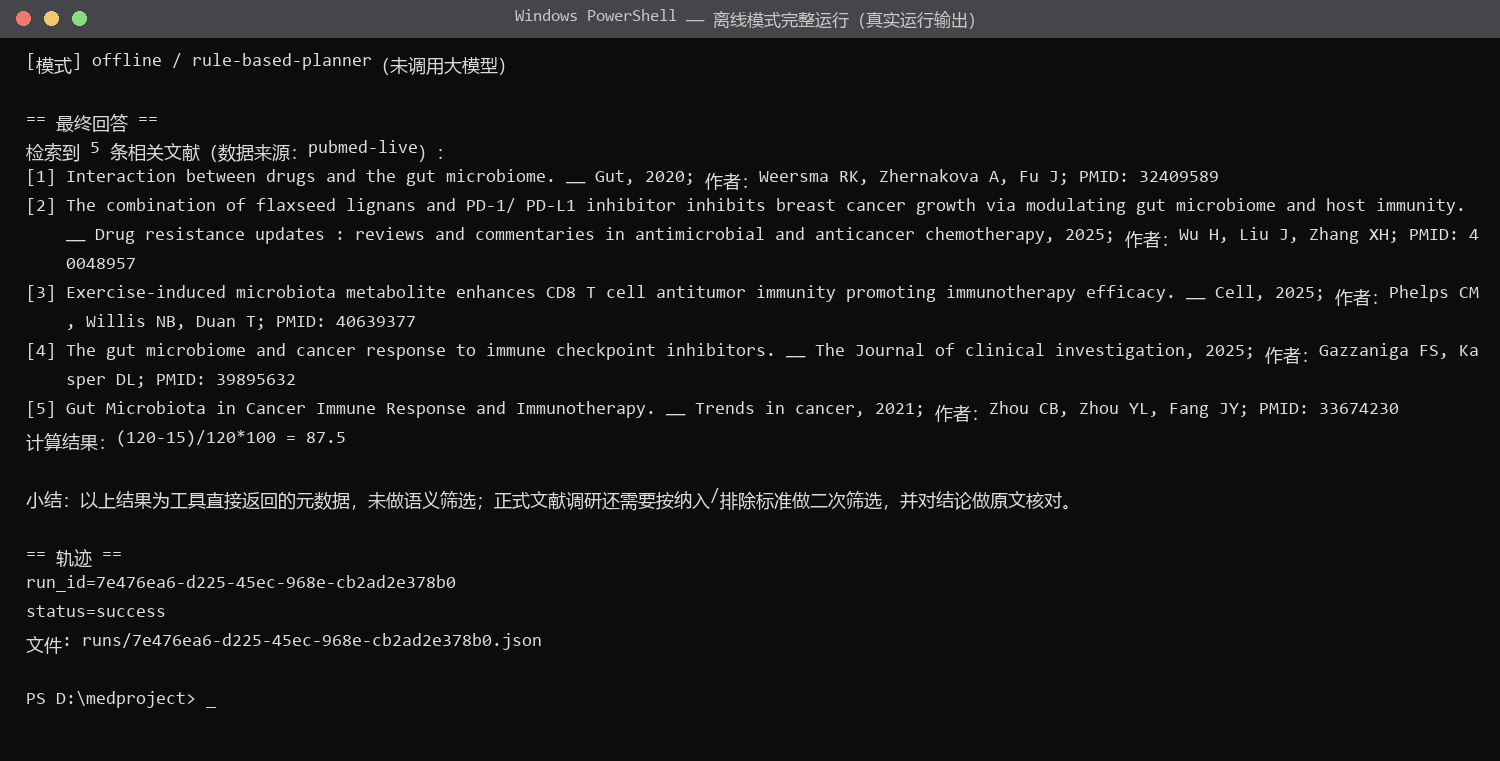 Windows PowerShell — 离线模式完整运行（真实运行输出）
[模式] offline / rule-based-planner（未调用大模型）
== 最终回答 ==
检索到 5 条相关文献（数据来源：pubmed-live）：
[1] Interaction between drugs and the gut microbiome. — Gut, 2020; 作者：Weersma RK, Zhernakova A, Fu J; PMID: 32409589
[2] The combination of flaxseed lignans and PD-1/ PD-L1 inhibitor inhibits breast cancer growth via modulating gut microbiome and host immunity.
— Drug resistance updates : reviews and commentaries in antimicrobial and anticancer chemotherapy, 2025; 作者：Wu H, Liu J, Zhang XH; PMID: 4
0048957
[3] Exercise-induced microbiota metabolite enhances CD8 T cell antitumor immunity promoting immunotherapy efficacy. — Cell, 2025; 作者：Phelps CM
, Willis NB, Duan T; PMID: 40639377
[4] The gut microbiome and cancer response to immune checkpoint inhibitors. — The Journal of clinical investigation, 2025; 作者：Gazzaniga FS, Ka
sper DL; PMID: 39895632
[5] Gut Microbiota in Cancer Immune Response and Immunotherapy. — Trends in cancer, 2021; 作者：Zhou CB, Zhou YL, Fang JY; PMID: 33674230
计算结果：(120-15)/120*100 = 87.5
小结：以上结果为工具直接返回的元数据，未做语义筛选；正式文献调研还需要按纳入/排除标准做二次筛选，并对结论做原文核对。
== 轨迹 ==
run_id=7e476ea6-d225-45ec-968e-cb2ad2e378b0
status=success
文件: runs/7e476ea6-d225-45ec-968e-cb2ad2e378b0.json
PS D:\medproject> _